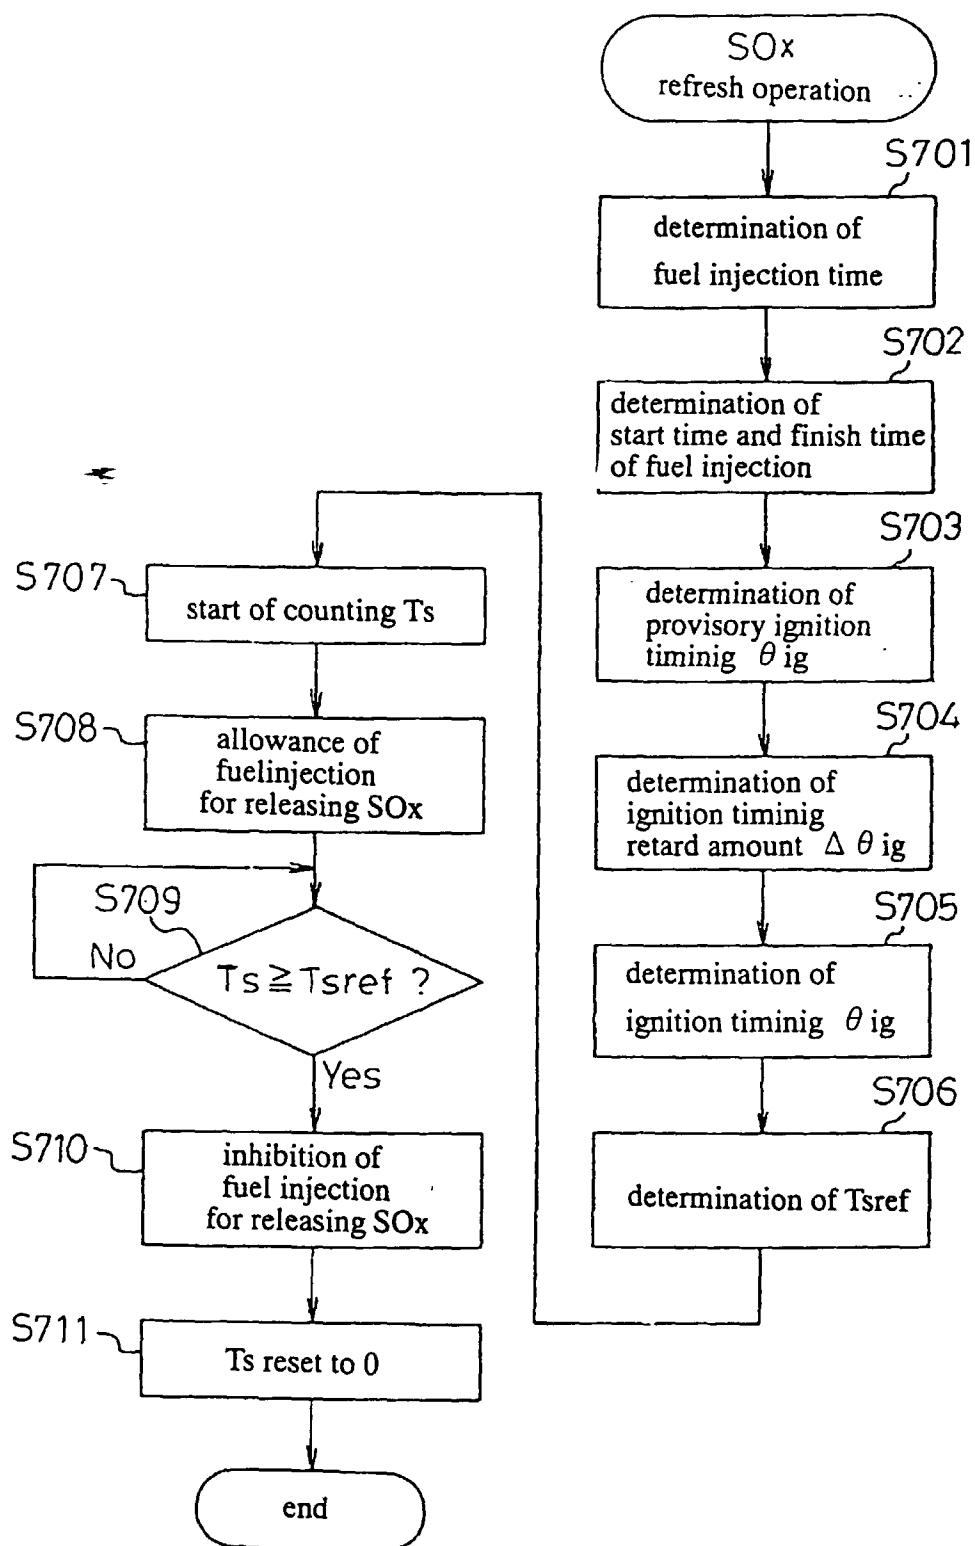 SOx
refresh operation
S701
determination of
fuel injection time
S702
determination of
start time and finish time
of fuel injection
S703
determination of
provisory ignition
timinig θ ig
S704
determination of
ignition timinig
retard amount Δ θ ig
S705
determination of
ignition timinig θ ig
S706
determination of Tsref
S707
start of counting Ts
S708
allowance of
fuelinjection
for releasing SOx
S709
No
Ts ≧ Tsref ?
Yes
S710
inhibition of
fuel injection
for releasing SOx
S711
Ts reset to 0
end